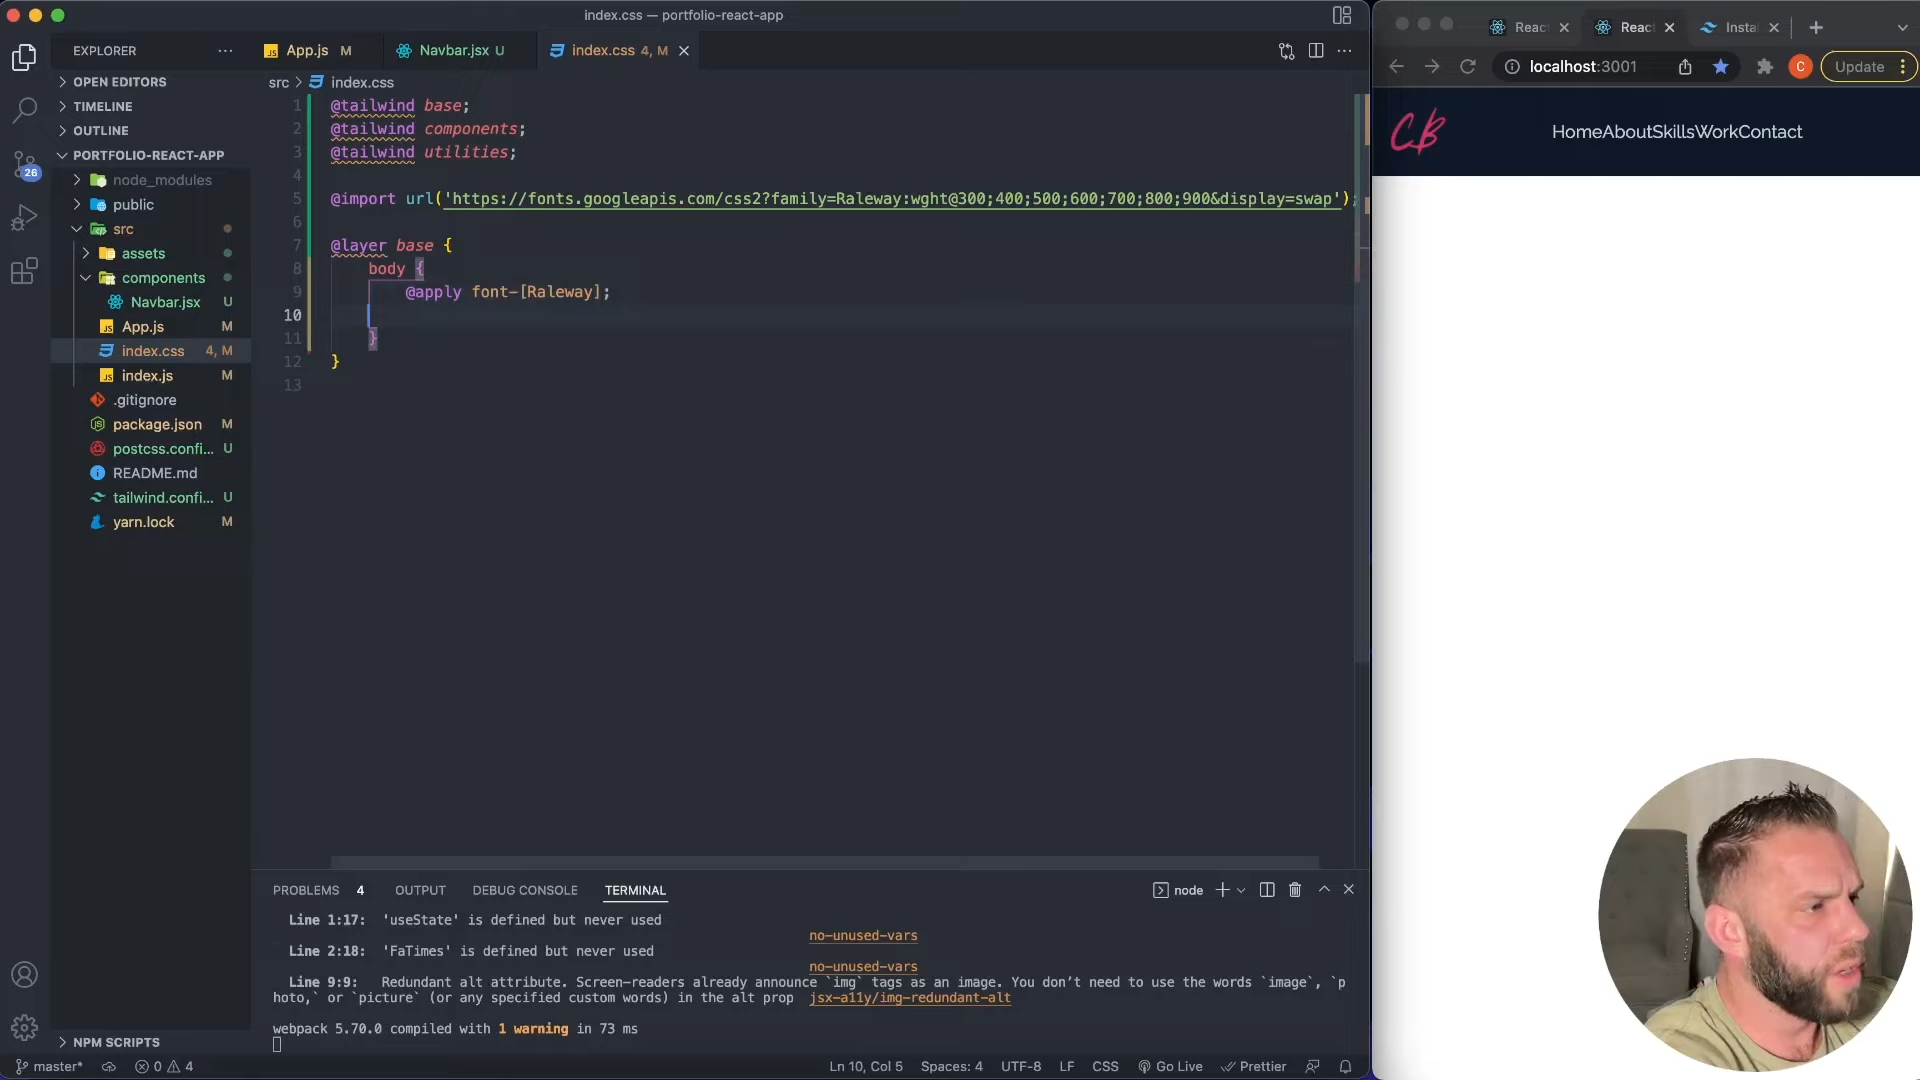 index.css — portfolio-react-app
EXPLORER
OPEN EDITORS
TIMELINE
OUTLINE
PORTFOLIO-REACT-APP
node_modules
public
src
assets
components
Navbar.jsx U
App.js M
index.css 4, M
index.js M
.gitignore
package.json M
postcss.confi... U
README.md
tailwind.confi... U
yarn.lock M
NPM SCRIPTS
26
App.js M
Navbar.jsx U
index.css 4, M
src > index.css
1 @tailwind base;
2 @tailwind components;
3 @tailwind utilities;
4
5 @import url('https://fonts.googleapis.com/css2?family=Raleway:wght@300;400;500;600;700;800;900&display=swap');
6
7 @layer base {
8 body {
9 @apply font-[Raleway];
10
11 }
12 }
13
PROBLEMS 4 OUTPUT DEBUG CONSOLE TERMINAL
node
Line 1:17: 'useState' is defined but never used
no-unused-vars
Line 2:18: 'FaTimes' is defined but never used
no-unused-vars
Line 9:9: Redundant alt attribute. Screen-readers already announce `img` tags as an image. You don’t need to use the words `image`, `p
hoto,` or `picture` (or any specified custom words) in the alt prop jsx-a11y/img-redundant-alt
webpack 5.70.0 compiled with 1 warning in 73 ms
master* 0 4
Ln 10, Col 5 Spaces: 4 UTF-8 LF CSS Go Live Prettier
React
React
Instal
localhost:3001
C
Update
CB
HomeAboutSkillsWorkContact